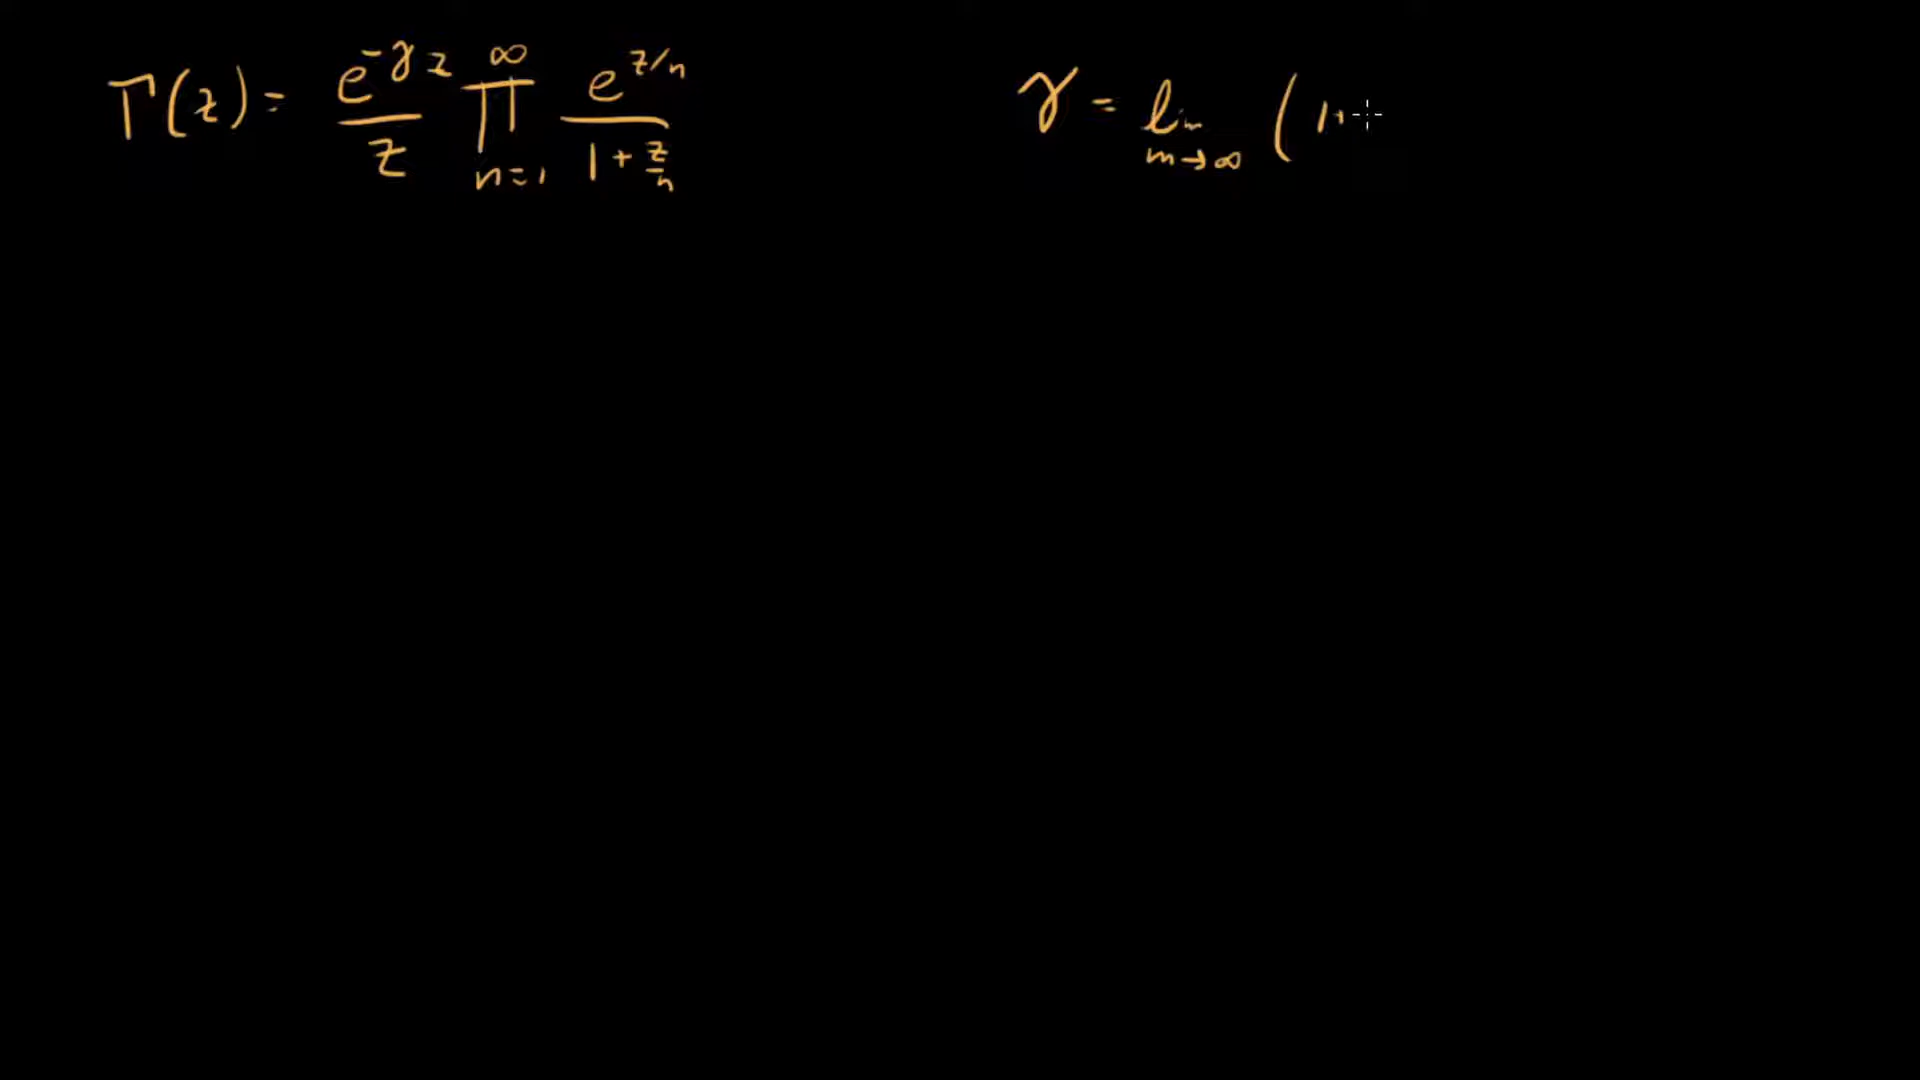 Γ(z) = e^{-γz}/z ∏_{n=1}^{∞} e^{z/n}/(1 + z/n)
γ = lim_{m→∞} (1+